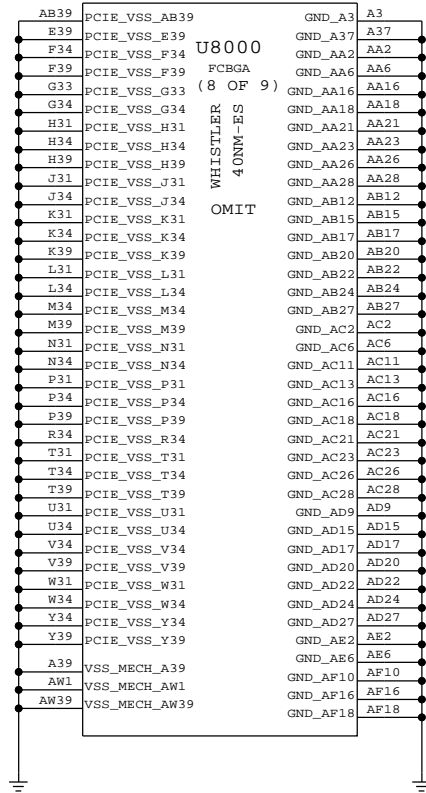 U8000
FCBGA
(8 OF 9)
WHISTLER
40NM-ES
OMIT
AB39 PCIE_VSS_AB39
E39 PCIE_VSS_E39
F34 PCIE_VSS_F34
F39 PCIE_VSS_F39
G33 PCIE_VSS_G33
G34 PCIE_VSS_G34
H31 PCIE_VSS_H31
H34 PCIE_VSS_H34
H39 PCIE_VSS_H39
J31 PCIE_VSS_J31
J34 PCIE_VSS_J34
K31 PCIE_VSS_K31
K34 PCIE_VSS_K34
K39 PCIE_VSS_K39
L31 PCIE_VSS_L31
L34 PCIE_VSS_L34
M34 PCIE_VSS_M34
M39 PCIE_VSS_M39
N31 PCIE_VSS_N31
N34 PCIE_VSS_N34
P31 PCIE_VSS_P31
P34 PCIE_VSS_P34
P39 PCIE_VSS_P39
R34 PCIE_VSS_R34
T31 PCIE_VSS_T31
T34 PCIE_VSS_T34
T39 PCIE_VSS_T39
U31 PCIE_VSS_U31
U34 PCIE_VSS_U34
V34 PCIE_VSS_V34
V39 PCIE_VSS_V39
W31 PCIE_VSS_W31
W34 PCIE_VSS_W34
Y34 PCIE_VSS_Y34
Y39 PCIE_VSS_Y39
A39 VSS_MECH_A39
AW1 VSS_MECH_AW1
AW39 VSS_MECH_AW39
GND_A3 A3
GND_A37 A37
GND_AA2 AA2
GND_AA6 AA6
GND_AA16 AA16
GND_AA18 AA18
GND_AA21 AA21
GND_AA23 AA23
GND_AA26 AA26
GND_AA28 AA28
GND_AB12 AB12
GND_AB15 AB15
GND_AB17 AB17
GND_AB20 AB20
GND_AB22 AB22
GND_AB24 AB24
GND_AB27 AB27
GND_AC2 AC2
GND_AC6 AC6
GND_AC11 AC11
GND_AC13 AC13
GND_AC16 AC16
GND_AC18 AC18
GND_AC21 AC21
GND_AC23 AC23
GND_AC26 AC26
GND_AC28 AC28
GND_AD9 AD9
GND_AD15 AD15
GND_AD17 AD17
GND_AD20 AD20
GND_AD22 AD22
GND_AD24 AD24
GND_AD27 AD27
GND_AE2 AE2
GND_AE6 AE6
GND_AF10 AF10
GND_AF16 AF16
GND_AF18 AF18